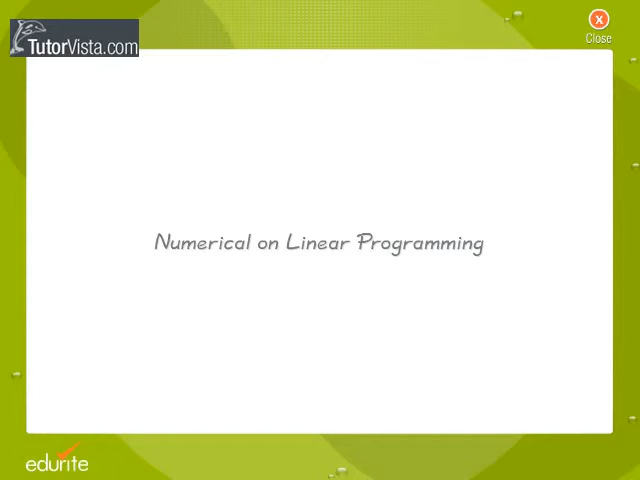 TutorVista.com
x
Close
Numerical on Linear Programming
edurite